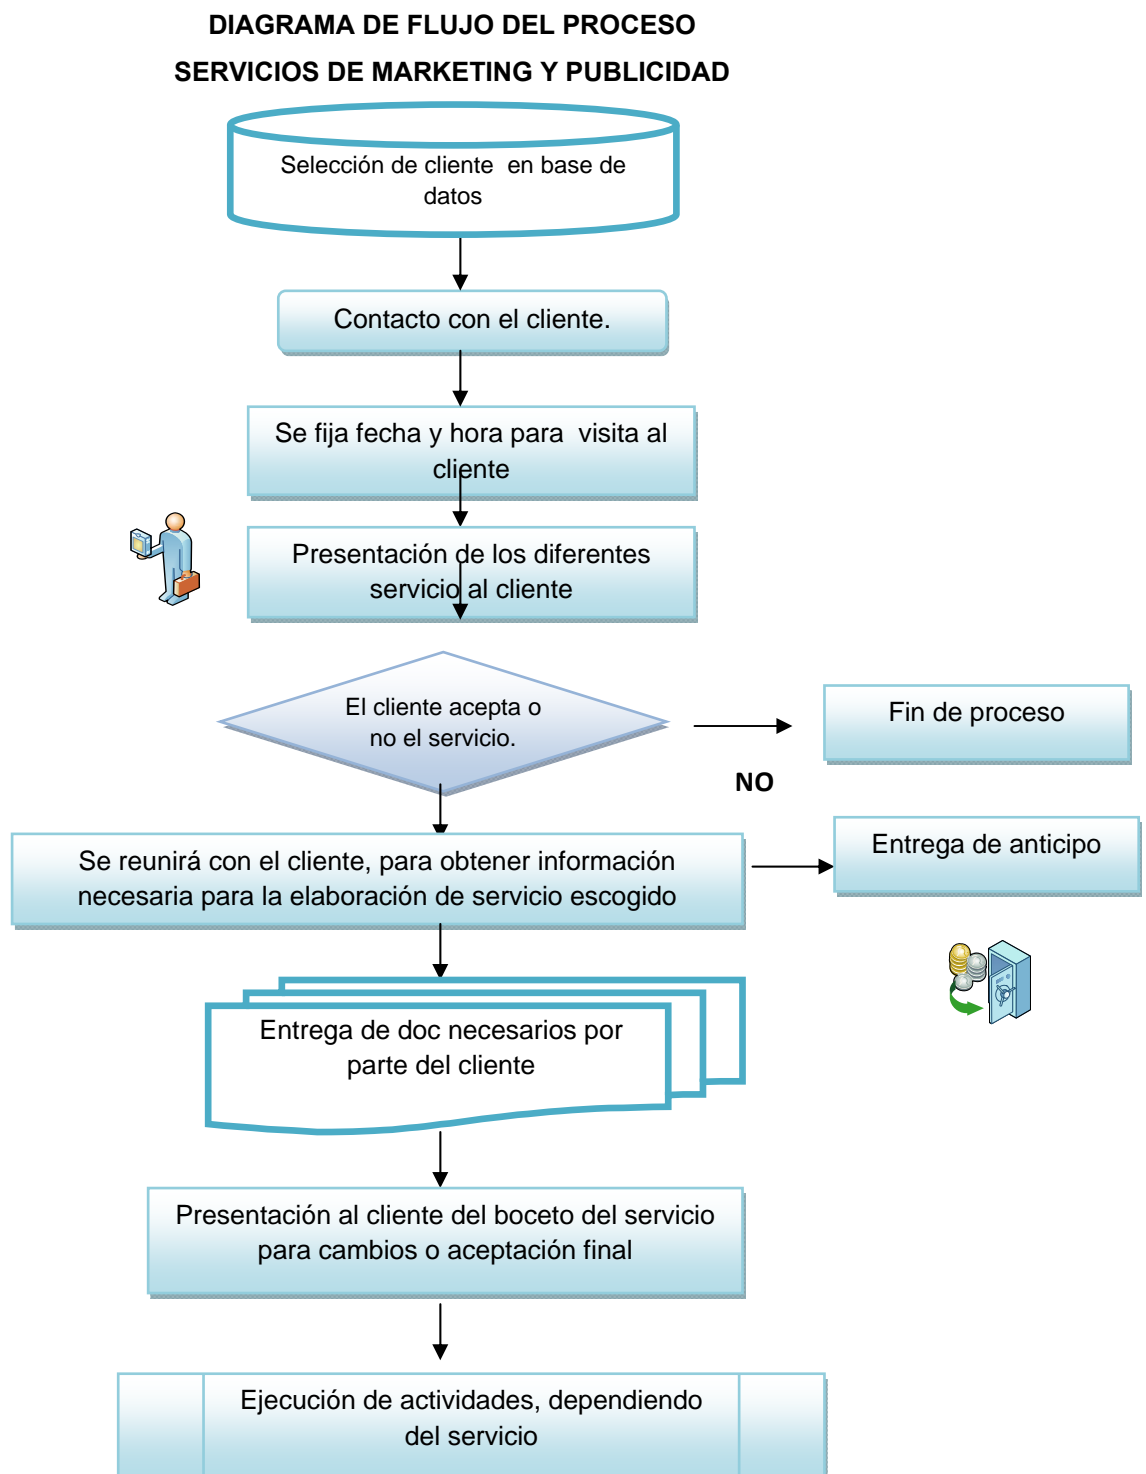 DIAGRAMA DE FLUJO DEL PROCESO
SERVICIOS DE MARKETING Y PUBLICIDAD
Selección de cliente en base de
datos
Contacto con el cliente.
Se fija fecha y hora para visita al
cliente
Presentación de los diferentes
servicio al cliente
El cliente acepta o
no el servicio.
Fin de proceso
NO
Se reunirá con el cliente, para obtener información
necesaria para la elaboración de servicio escogido
Entrega de anticipo
Entrega de doc necesarios por
parte del cliente
Presentación al cliente del boceto del servicio
para cambios o aceptación final
Ejecución de actividades, dependiendo
del servicio